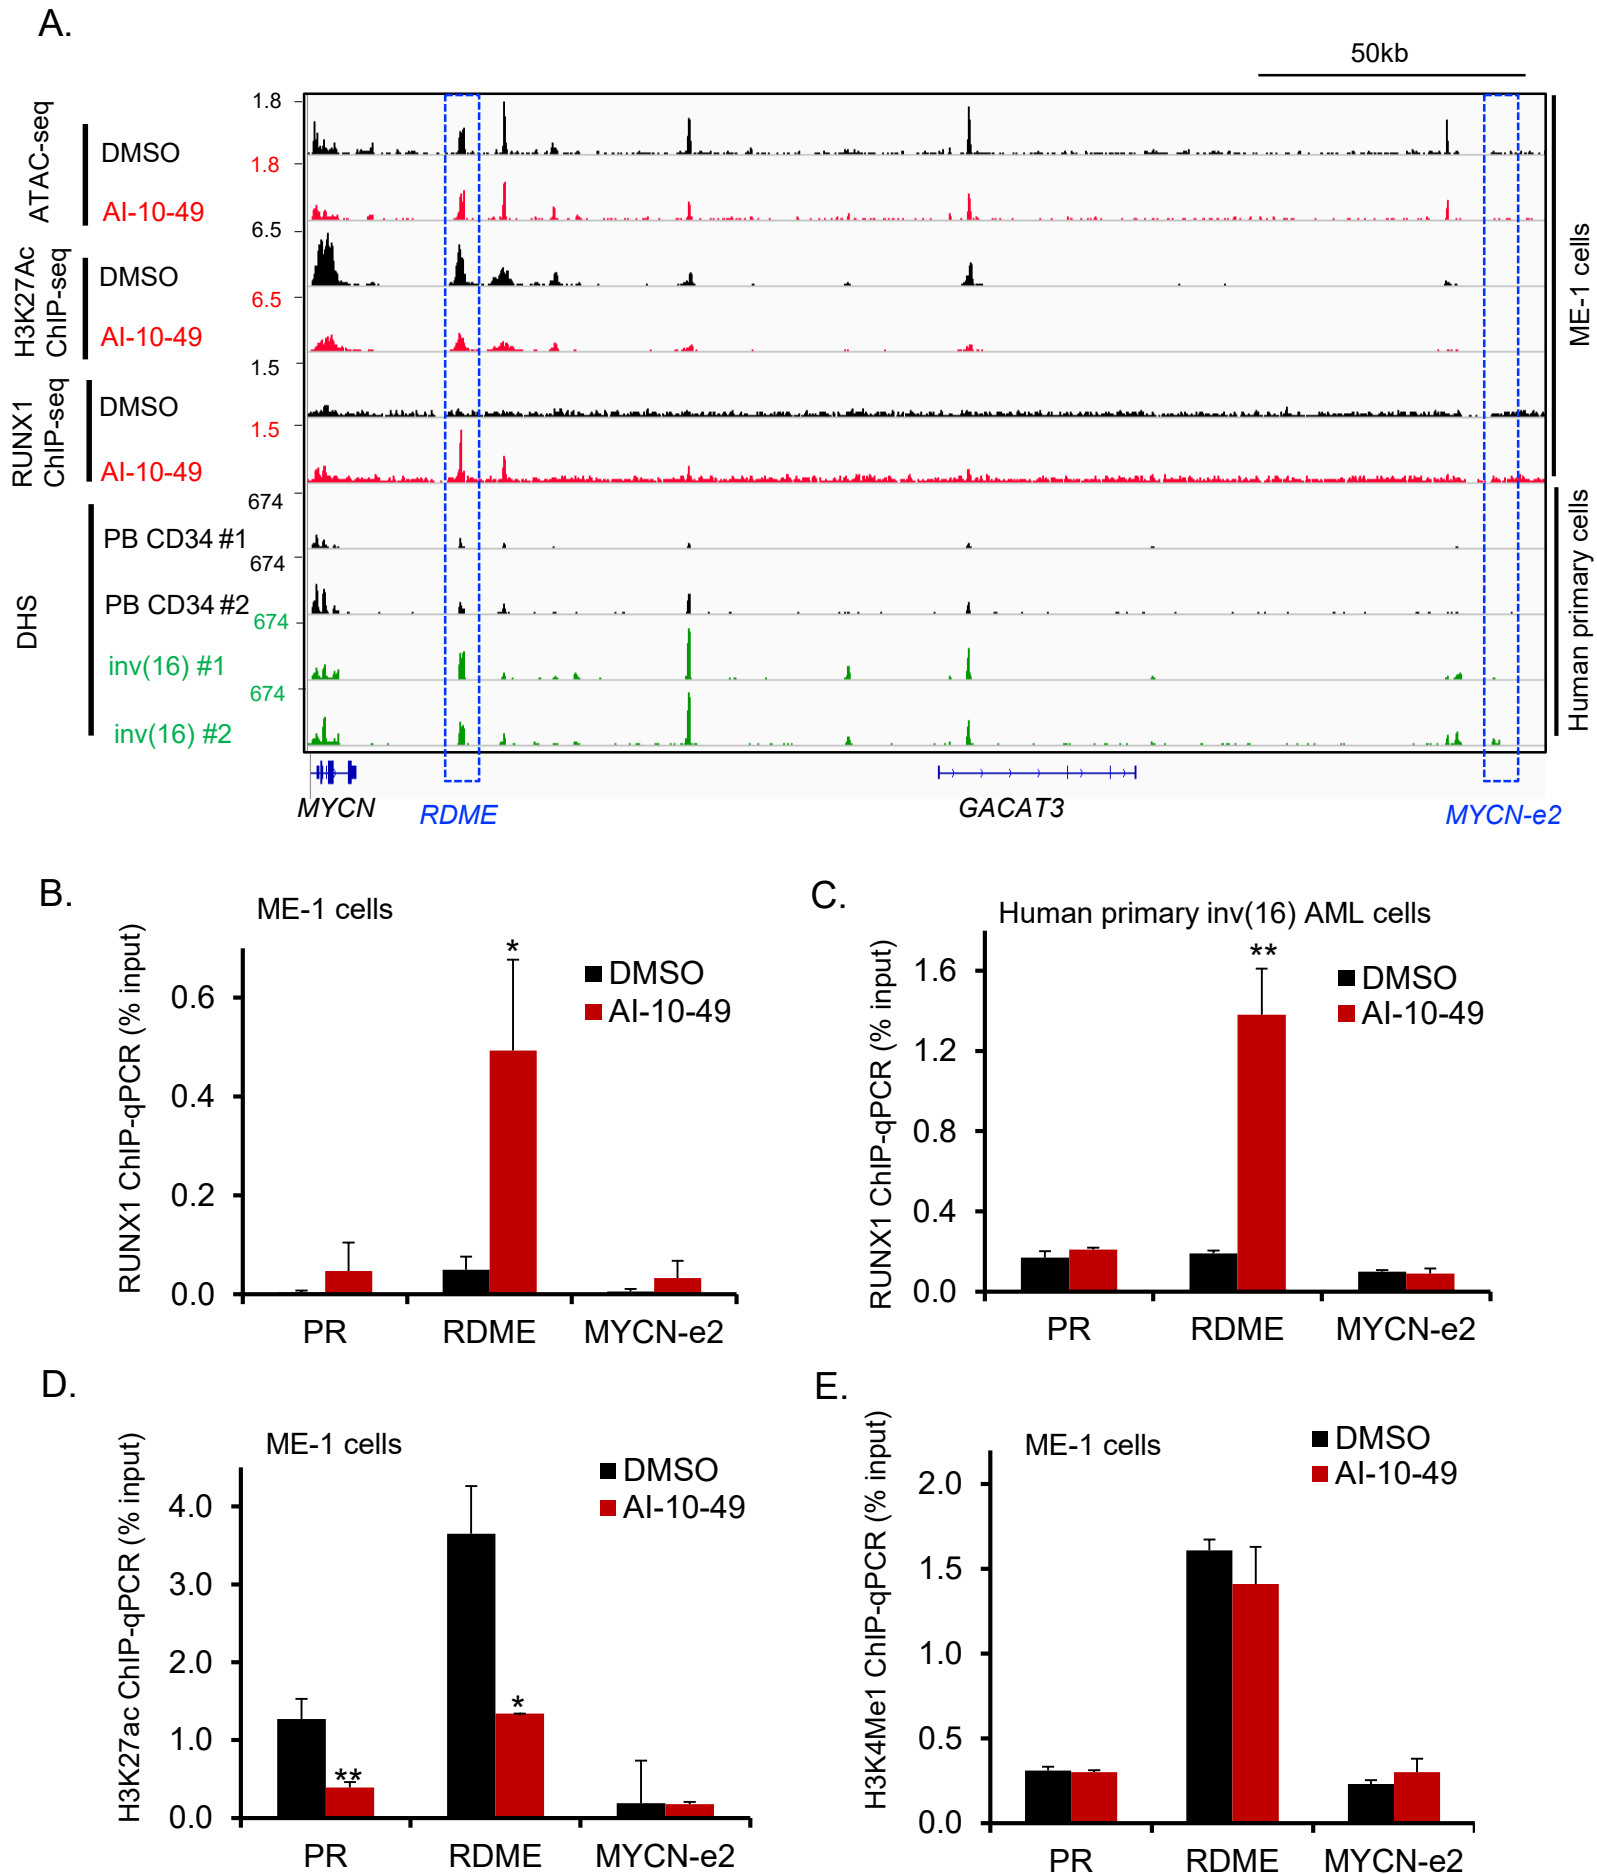 A.
50kb
ATAC-seq
DMSO
AI-10-49
1.8
1.8
H3K27Ac
ChIP-seq
DMSO
AI-10-49
6.5
6.5
RUNX1
ChIP-seq
DMSO
AI-10-49
1.5
1.5
DHS
PB CD34 #1
PB CD34 #2
inv(16) #1
inv(16) #2
674
674
674
674
ME-1 cells
Human primary cells
MYCN
RDME
GACAT3
MYCN-e2
B.
ME-1 cells
RUNX1 ChIP-qPCR (% input)
0.6
0.4
0.2
0.0
*
DMSO
AI-10-49
PR
RDME
MYCN-e2
C.
Human primary inv(16) AML cells
RUNX1 ChIP-qPCR (% input)
1.6
1.2
0.8
0.4
0.0
**
DMSO
AI-10-49
PR
RDME
MYCN-e2
D.
ME-1 cells
H3K27ac ChIP-qPCR (% input)
4.0
3.0
2.0
1.0
0.0
**
*
DMSO
AI-10-49
PR
RDME
MYCN-e2
E.
ME-1 cells
H3K4Me1 ChIP-qPCR (% input)
2.0
1.5
1.0
0.5
0.0
DMSO
AI-10-49
PR
RDME
MYCN-e2